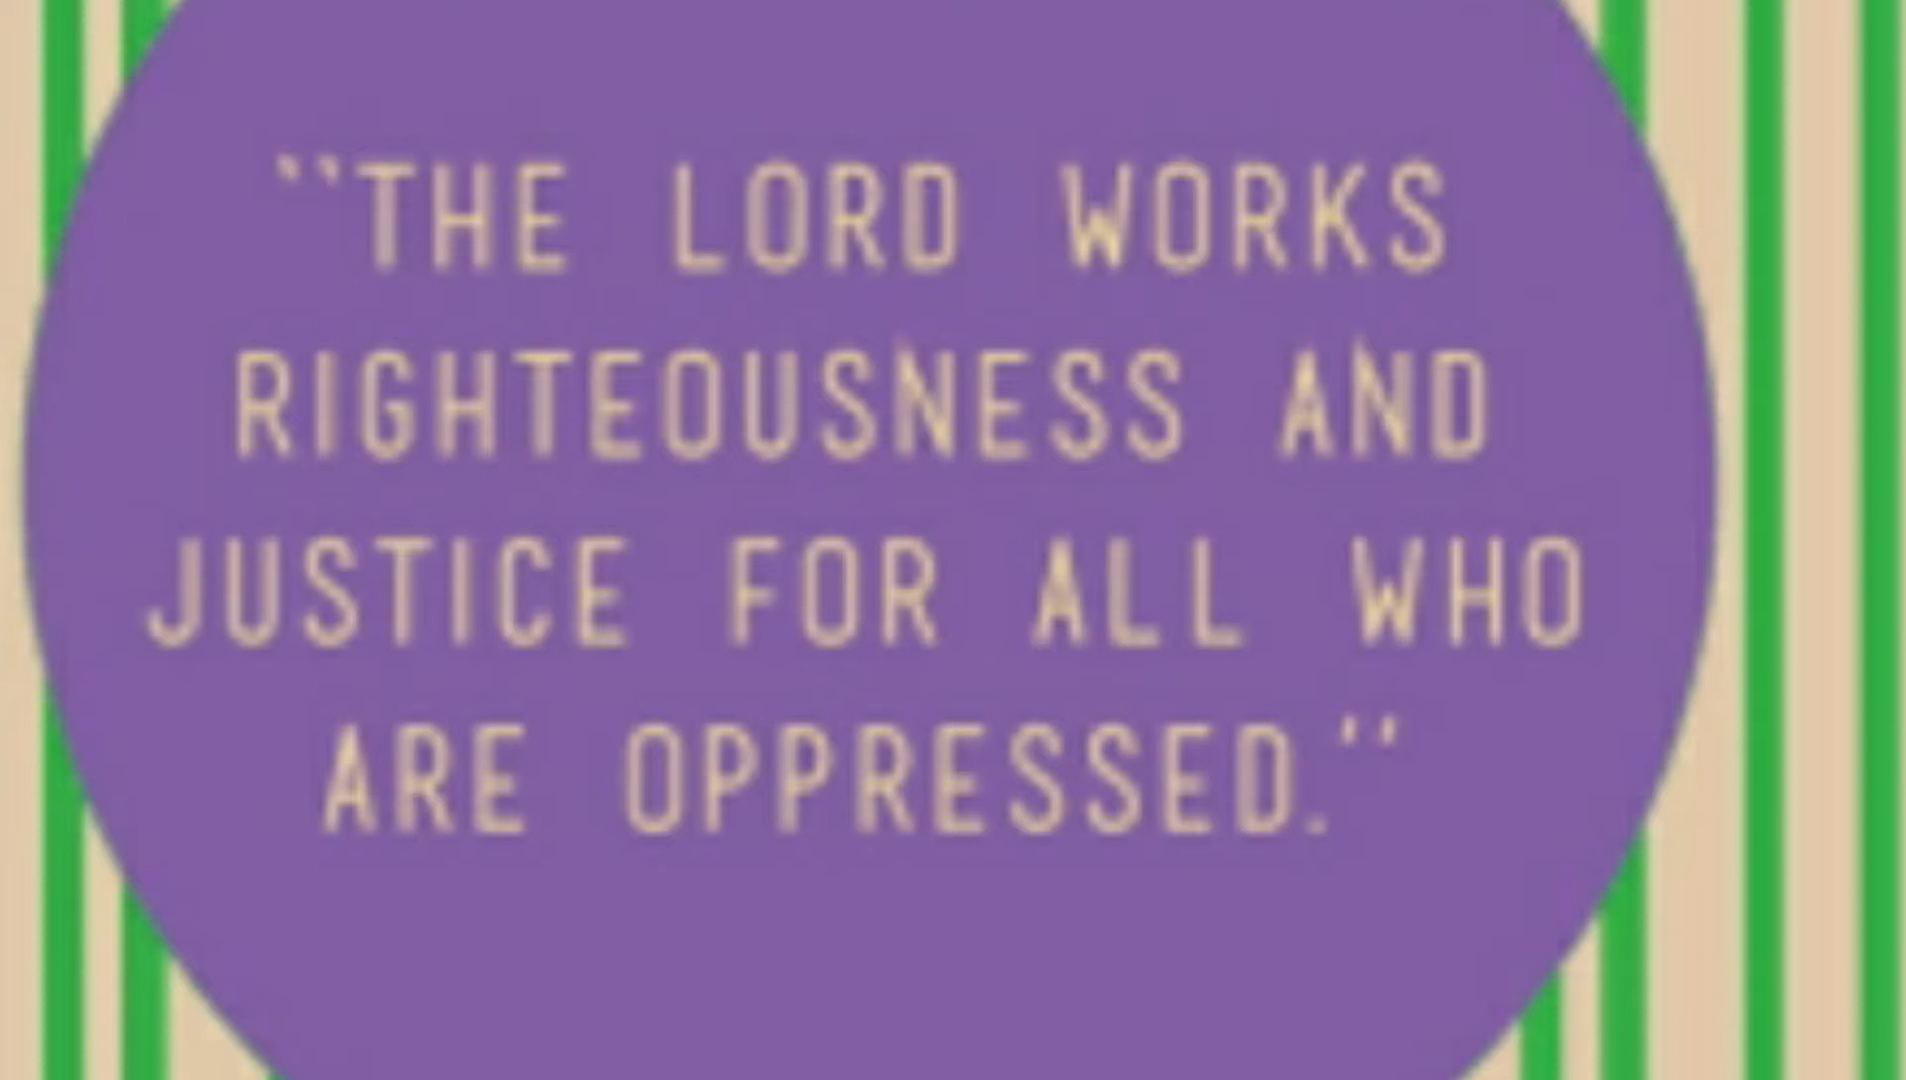 "THE LORD WORKS
RIGHTEOUSNESS AND
JUSTICE FOR ALL WHO
ARE OPPRESSED."